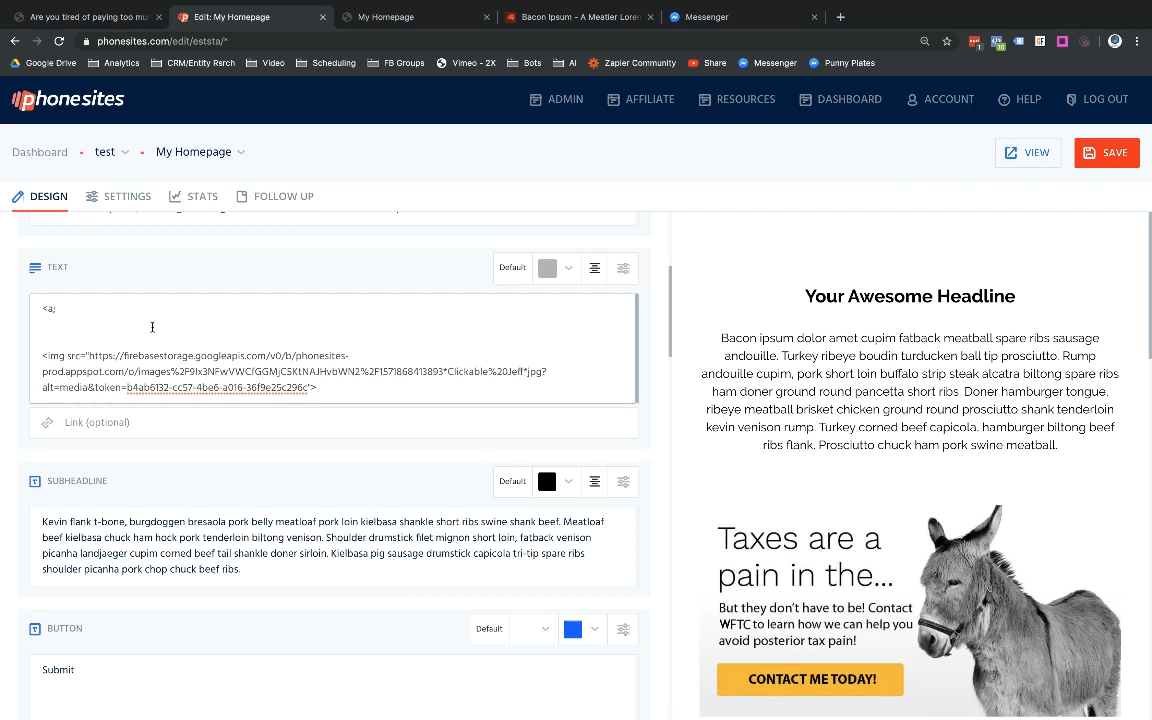 Are you tired of paying too mu
Edit: My Homepage
My Homepage
Bacon Ipsum - A Meatier Loren
Messenger
phonesites.com/edit/eststa/*
Google Drive
Analytics
CRM/Entity Rsrch
Video
Scheduling
FB Groups
Vimeo - 2X
Bots
AI
Zapier Community
Share
Messenger
Punny Plates
phonesites
ADMIN
AFFILIATE
RESOURCES
DASHBOARD
ACCOUNT
HELP
LOG OUT
Dashboard
test
My Homepage
VIEW
SAVE
DESIGN
SETTINGS
STATS
FOLLOW UP
TEXT
Default
<a;
<img src="https://firebasestorage.googleapis.com/v0/b/phonesites-
prod.appspot.com/o/images%2F9Ix3NFwVWCfGGMjC5KtNAJHvbWN2%2F1571868413893*Clickable%20Jeff*jpg?
alt=media&token=b4ab6132-cc57-4be6-a016-36f9e25c296c">
Link (optional)
SUBHEADLINE
Default
Kevin flank t-bone, burgdoggen bresaola pork belly meatloaf pork loin kielbasa shankle short ribs swine shank beef. Meatloaf
beef kielbasa chuck ham hock pork tenderloin biltong venison. Shoulder drumstick filet mignon short loin, fatback venison
picanha landjaeger cupim corned beef tail shankle doner sirloin. Kielbasa pig sausage drumstick capicola tri-tip spare ribs
shoulder picanha pork chop chuck beef ribs.
BUTTON
Default
Submit
Your Awesome Headline
Bacon ipsum dolor amet cupim fatback meatball spare ribs sausage
andouille. Turkey ribeye boudin turducken ball tip prosciutto. Rump
andouille cupim, pork short loin buffalo strip steak alcatra biltong spare ribs
ham doner ground round pancetta short ribs. Doner hamburger tongue,
ribeye meatball brisket chicken ground round prosciutto shank tenderloin
kevin venison rump. Turkey corned beef capicola, hamburger biltong beef
ribs flank. Prosciutto chuck ham pork swine meatball.
Taxes are a
pain in the...
But they don't have to be! Contact
WFTC to learn how we can help you
avoid posterior tax pain!
CONTACT ME TODAY!